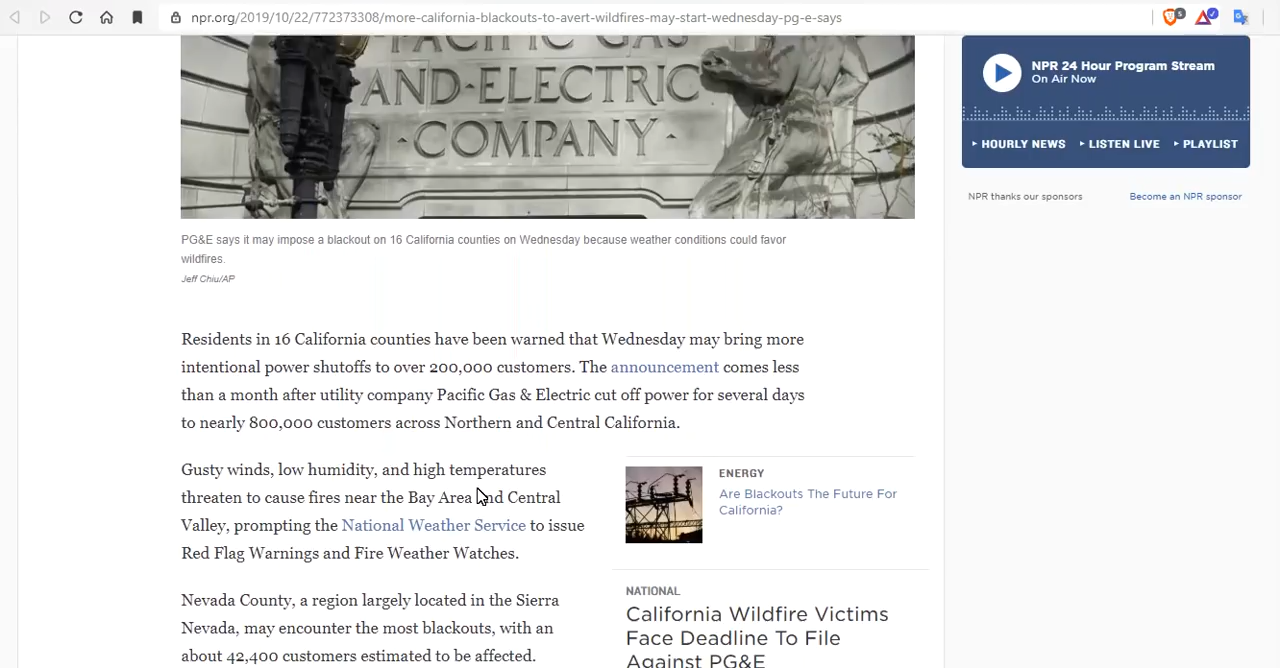 npr.org/2019/10/22/772373308/more-california-blackouts-to-avert-wildfires-may-start-wednesday-pg-e-says
5
PACIFIC GAS
AND·ELECTRIC
·COMPANY·
PG&E says it may impose a blackout on 16 California counties on Wednesday because weather conditions could favor
wildfires.
Jeff Chiu/AP
Residents in 16 California counties have been warned that Wednesday may bring more
intentional power shutoffs to over 200,000 customers. The announcement comes less
than a month after utility company Pacific Gas & Electric cut off power for several days
to nearly 800,000 customers across Northern and Central California.
Gusty winds, low humidity, and high temperatures
threaten to cause fires near the Bay Area and Central
Valley, prompting the National Weather Service to issue
Red Flag Warnings and Fire Weather Watches.
Nevada County, a region largely located in the Sierra
Nevada, may encounter the most blackouts, with an
about 42,400 customers estimated to be affected.
ENERGY
Are Blackouts The Future For
California?
NATIONAL
California Wildfire Victims
Face Deadline To File
Against PG&E
NPR 24 Hour Program Stream
On Air Now
HOURLY NEWS
LISTEN LIVE
PLAYLIST
NPR thanks our sponsors
Become an NPR sponsor